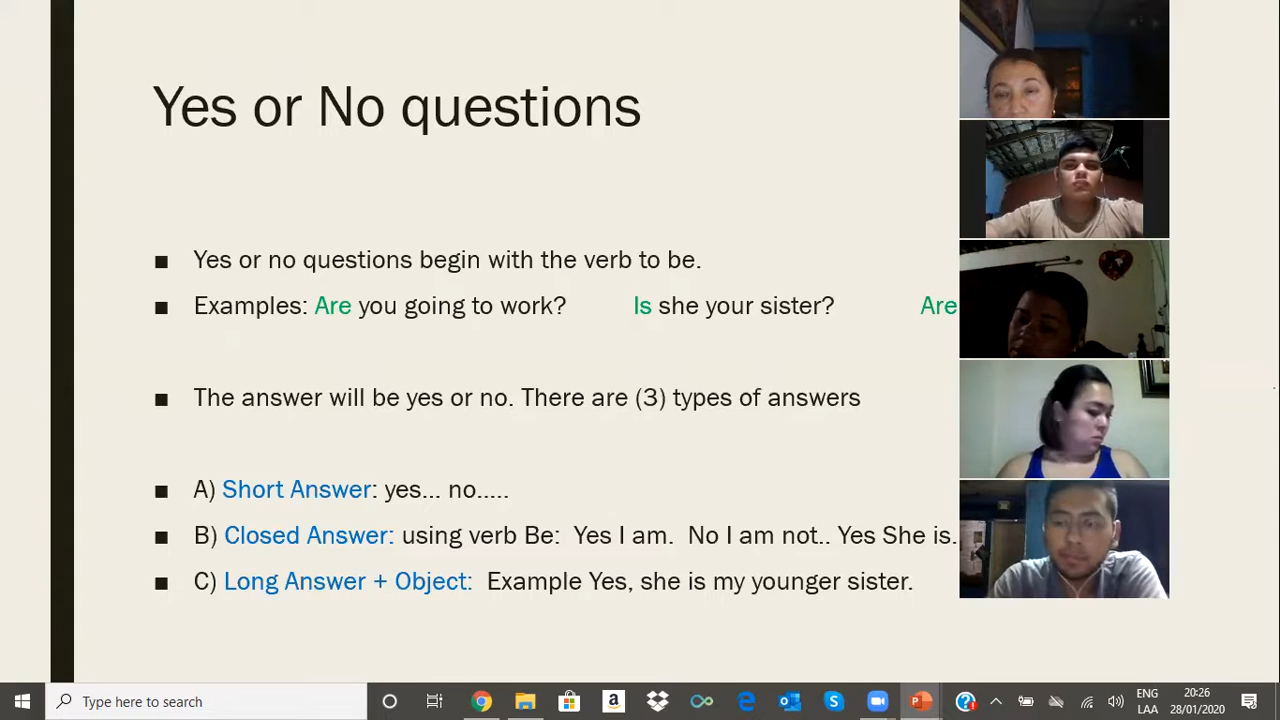 Yes or No questions
■ Yes or no questions begin with the verb to be.
■ Examples: Are you going to work? Is she your sister? Are
■ The answer will be yes or no. There are (3) types of answers
■ A) Short Answer: yes... no.....
■ B) Closed Answer: using verb Be: Yes I am. No I am not.. Yes She is.
■ C) Long Answer + Object: Example Yes, she is my younger sister.
Type here to search
ENG 20:26
LAA 28/01/2020